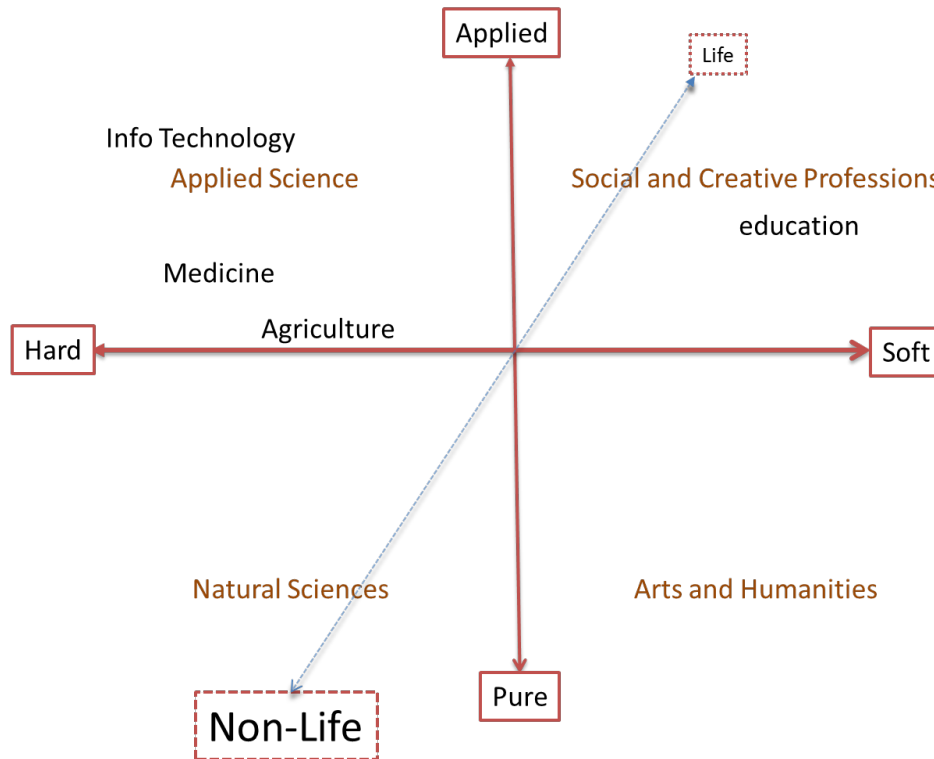 Applied
Life
Info Technology
Applied Science
Social and Creative Professions
education
Medicine
Agriculture
Hard
Soft
Natural Sciences
Arts and Humanities
Pure
Non-Life